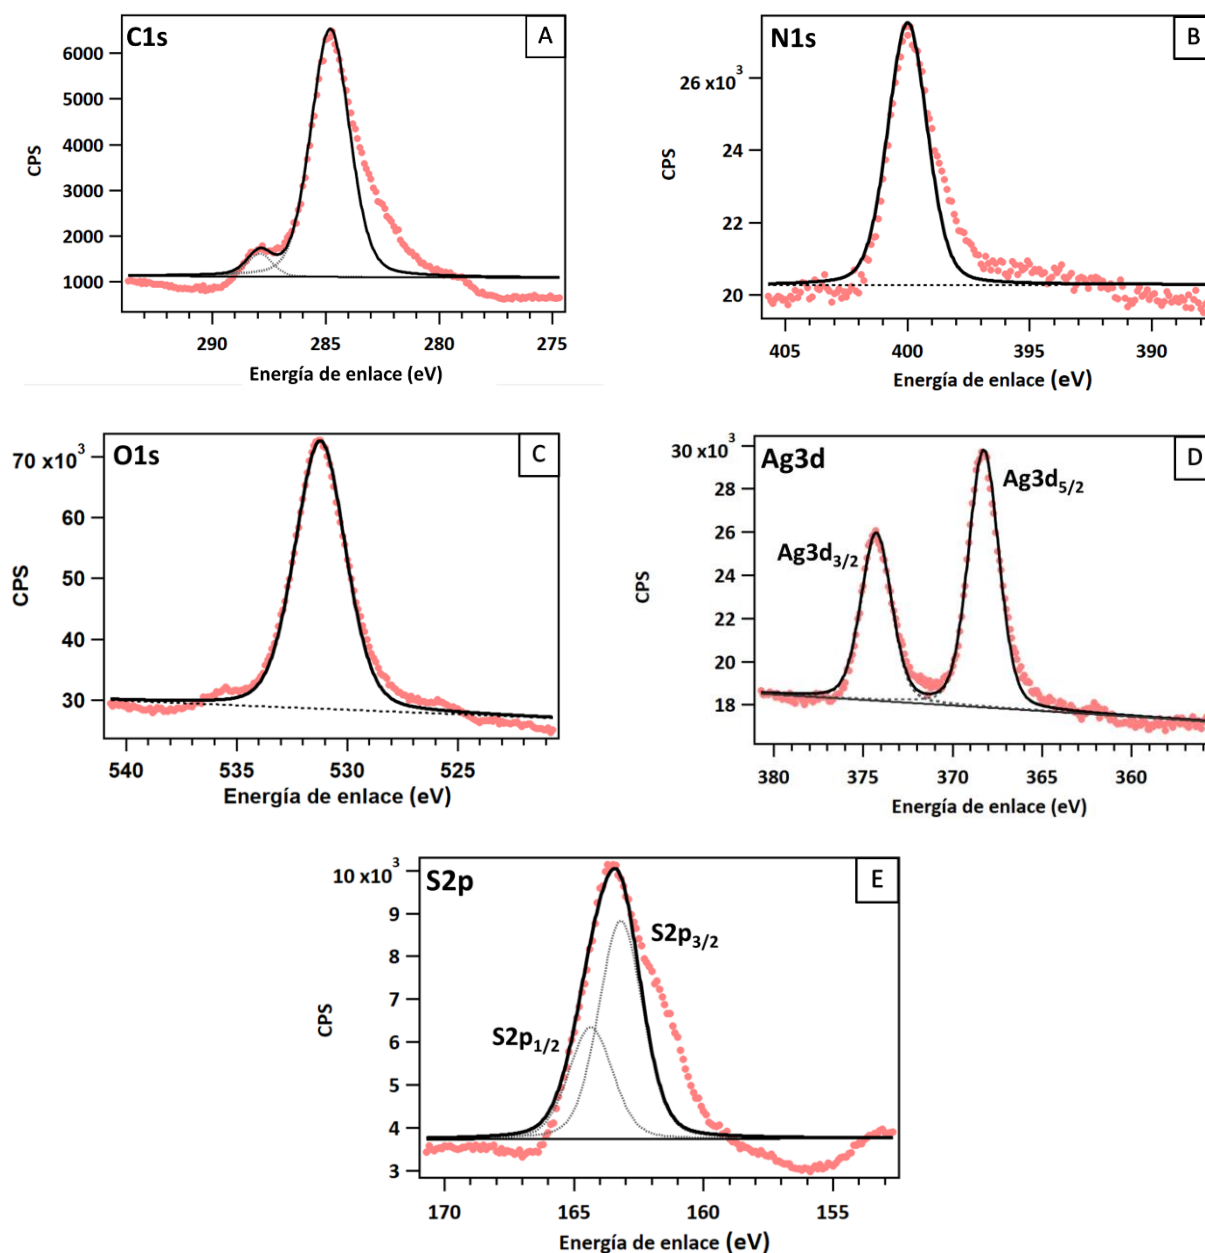 C1s
A
6000
5000
4000
3000
2000
1000
CPS
290
285
280
275
Energía de enlace (eV)
N1s
B
26 x10³
24
22
20
CPS
405
400
395
390
Energía de enlace (eV)
O1s
C
70 x10³
60
50
40
30
CPS
540
535
530
525
Energía de enlace (eV)
Ag3d
D
Ag3d5/2
Ag3d3/2
30 x10³
28
26
24
22
20
18
CPS
380
375
370
365
360
Energía de enlace (eV)
S2p
E
S2p3/2
S2p1/2
10 x10³
9
8
7
6
5
4
3
CPS
170
165
160
155
Energía de enlace (eV)